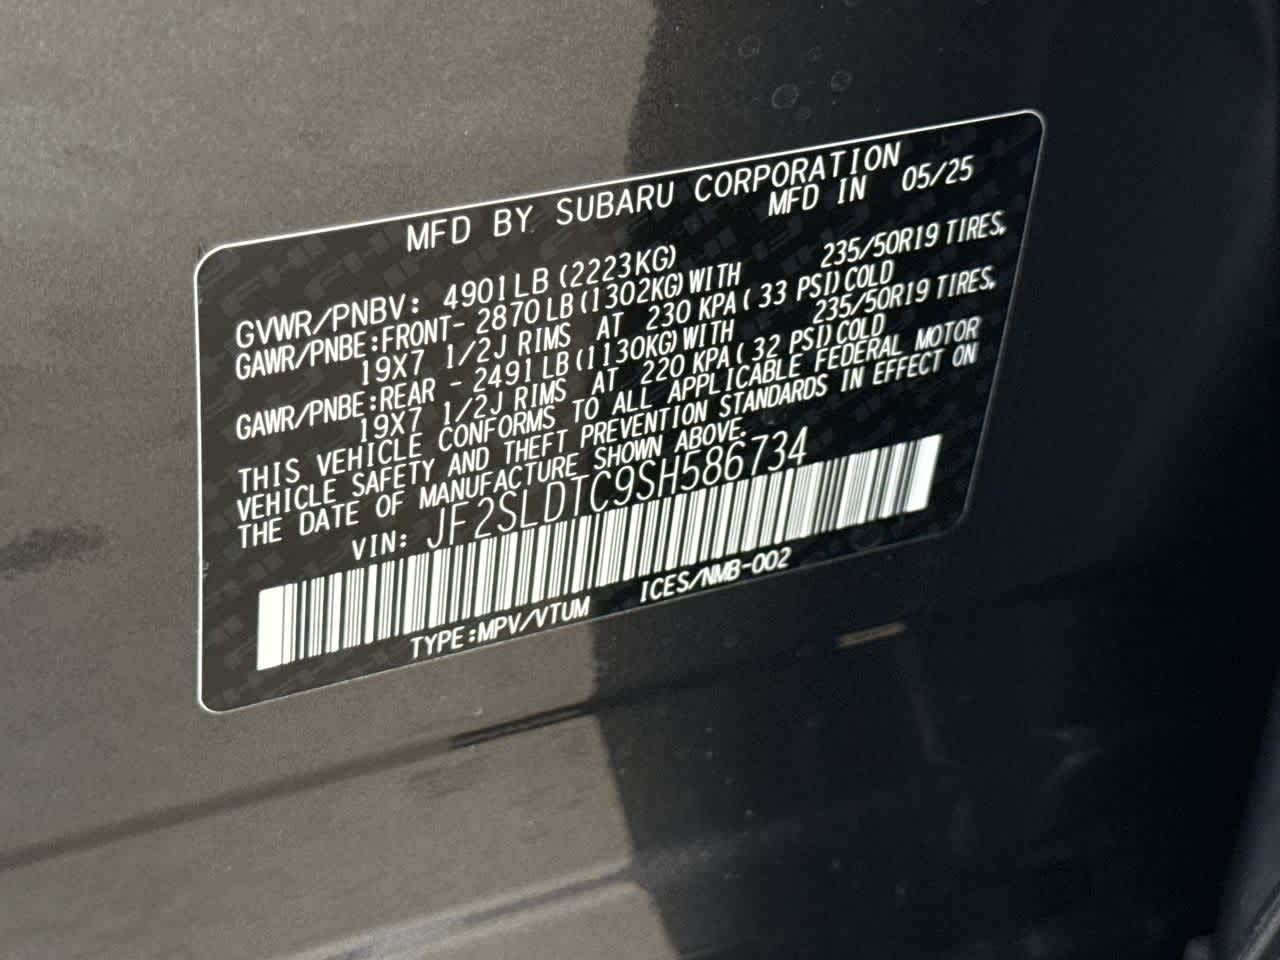 MFD BY SUBARU CORPORATION
MFD IN 05/25
GVWR/PNBV: 4901LB (2223KG)
GAWR/PNBE:FRONT- 2870LB(1302KG)WITH 235/50R19 TIRES,
19X7 1/2J RIMS AT 230 KPA(33 PSI)COLD
GAWR/PNBE:REAR - 2491LB(1130KG)WITH 235/50R19 TIRES,
19X7 1/2J RIMS AT 220 KPA(32 PSI)COLD
THIS VEHICLE CONFORMS TO ALL APPLICABLE FEDERAL MOTOR
VEHICLE SAFETY AND THEFT PREVENTION STANDARDS IN EFFECT ON
THE DATE OF MANUFACTURE SHOWN ABOVE.
VIN: JF2SLDTC9SH586734
TYPE:MPV/VTUM ICES/NMB-002